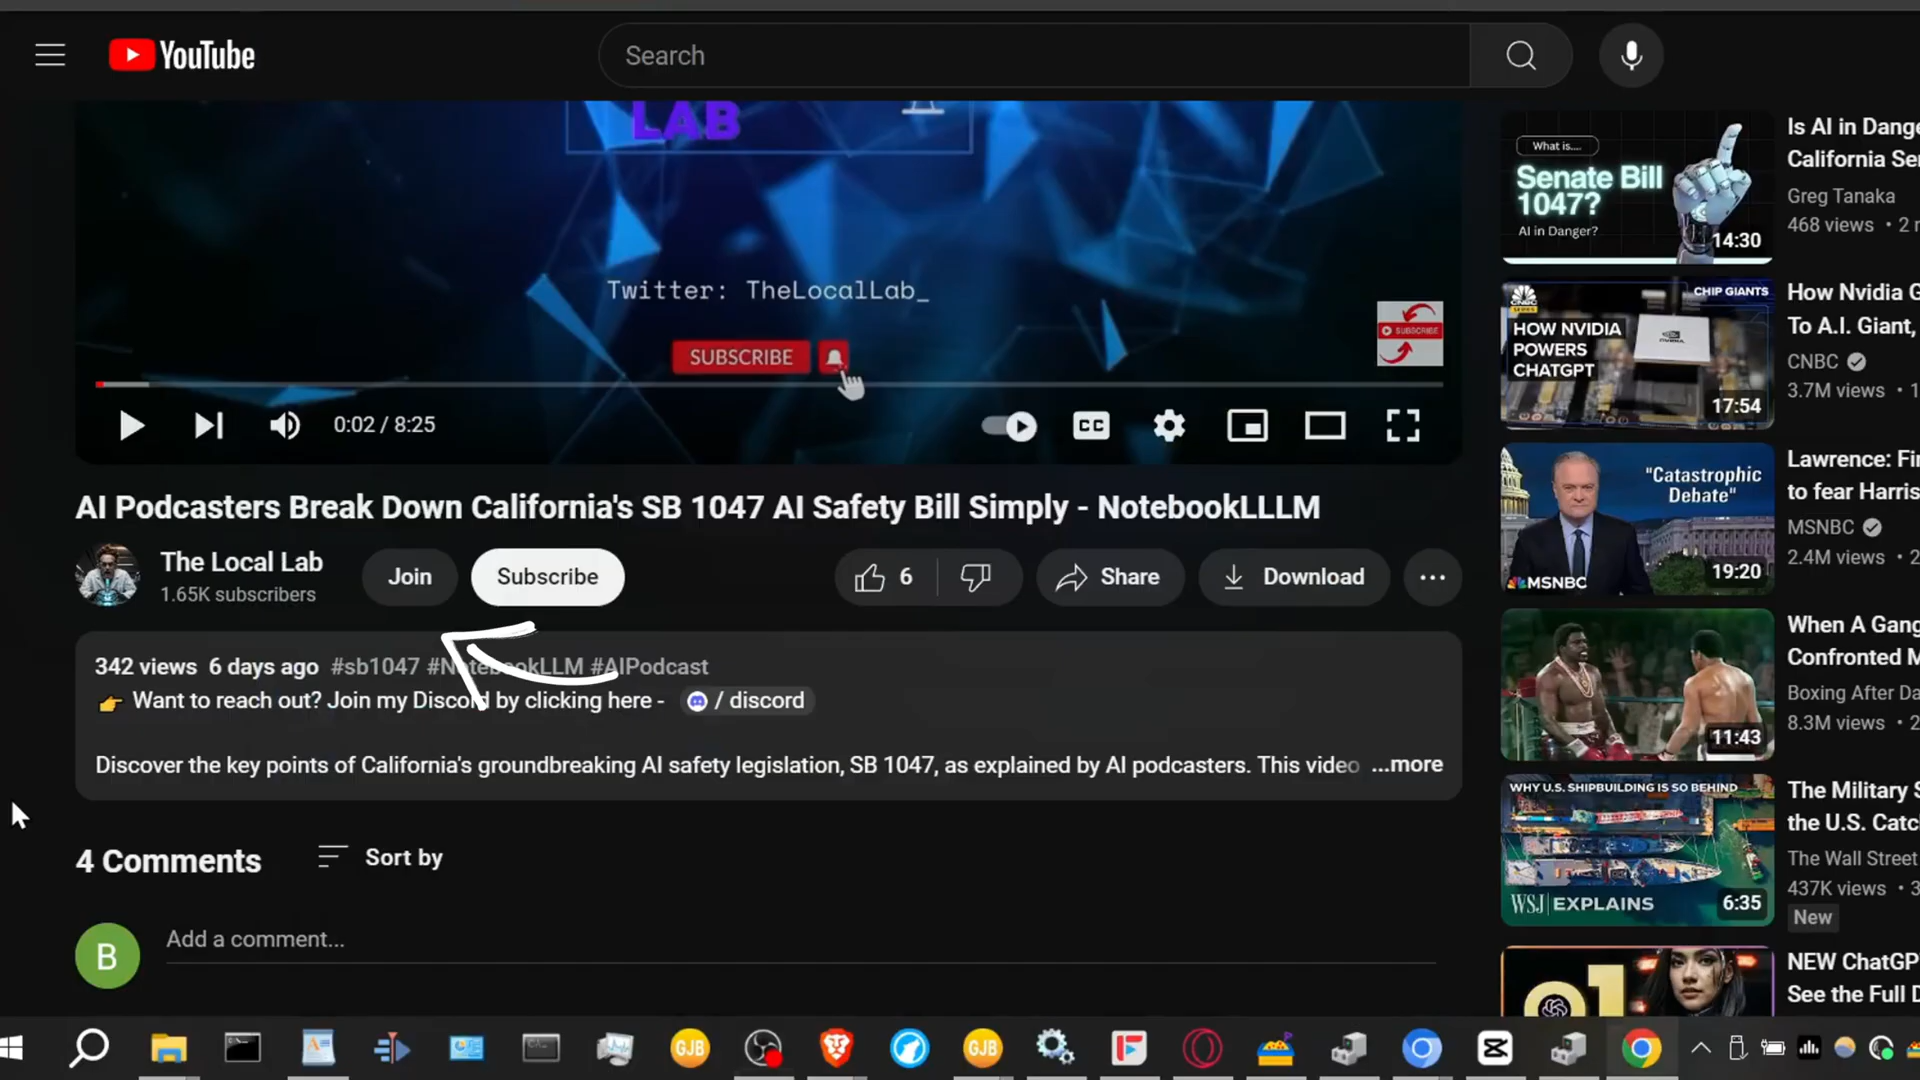 YouTube
Search
LAB
Twitter: TheLocalLab_
SUBSCRIBE
SUBSCRIBE
0:02 / 8:25
CC
AI Podcasters Break Down California's SB 1047 AI Safety Bill Simply - NotebookLLLM
The Local Lab
1.65K subscribers
Join
Subscribe
6
Share
Download
342 views 6 days ago #sb1047 #NotebookLLM #AIPodcast
👉 Want to reach out? Join my Discord by clicking here - / discord
Discover the key points of California's groundbreaking AI safety legislation, SB 1047, as explained by AI podcasters. This video ...more
4 Comments
Sort by
B
Add a comment...
What is....
Senate Bill
1047?
AI in Danger?
14:30
Is AI in Dange
California Se
Greg Tanaka
468 views • 2
CNBC
CHIP GIANTS
HOW NVIDIA
POWERS
CHATGPT
17:54
How Nvidia G
To A.I. Giant,
CNBC
3.7M views • 1
"Catastrophic
Debate"
MSNBC
19:20
Lawrence: Fi
to fear Harris
MSNBC
2.4M views • 2
11:43
When A Gang
Confronted M
Boxing After Da
8.3M views • 2
WHY U.S. SHIPBUILDING IS SO BEHIND
WSJ EXPLAINS
6:35
The Military S
the U.S. Catc
The Wall Street
437K views • 3
New
o1
NEW ChatGP
See the Full D
GJB
GJB